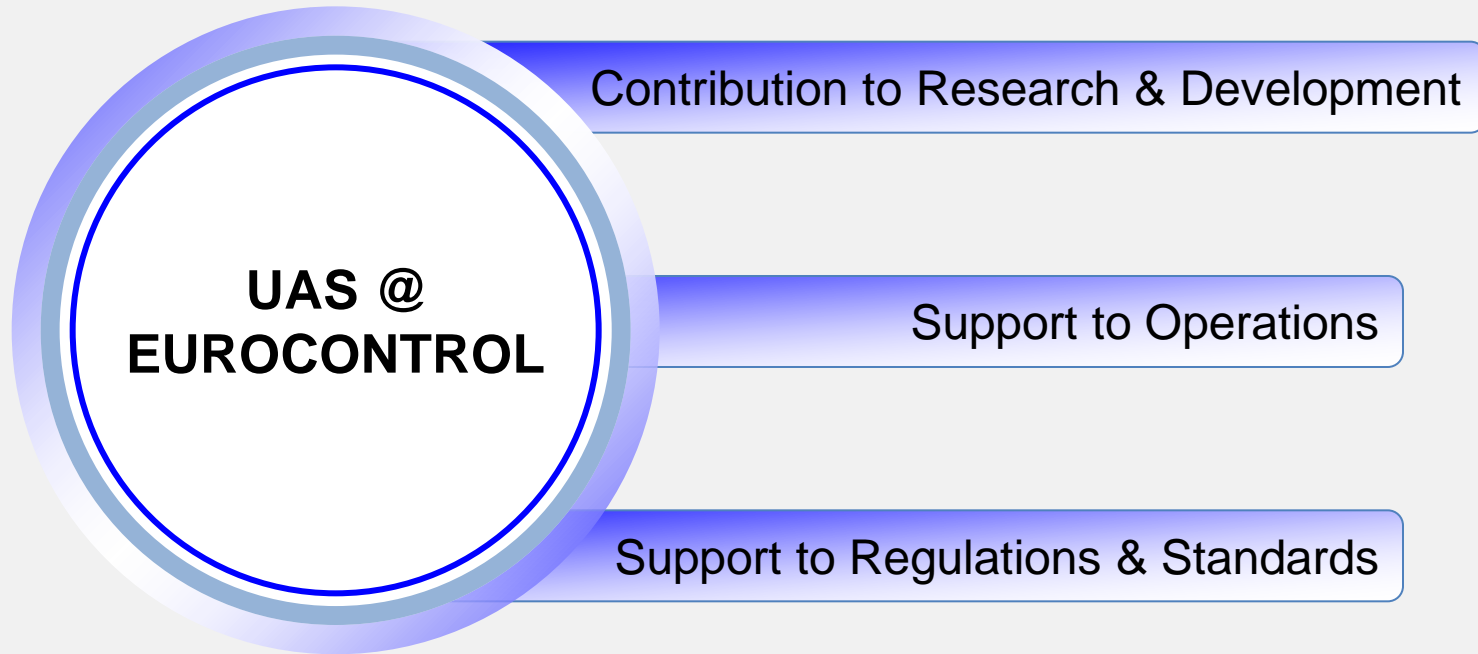 Contribution to Research & Development
UAS @
EUROCONTROL
Support to Operations
Support to Regulations & Standards